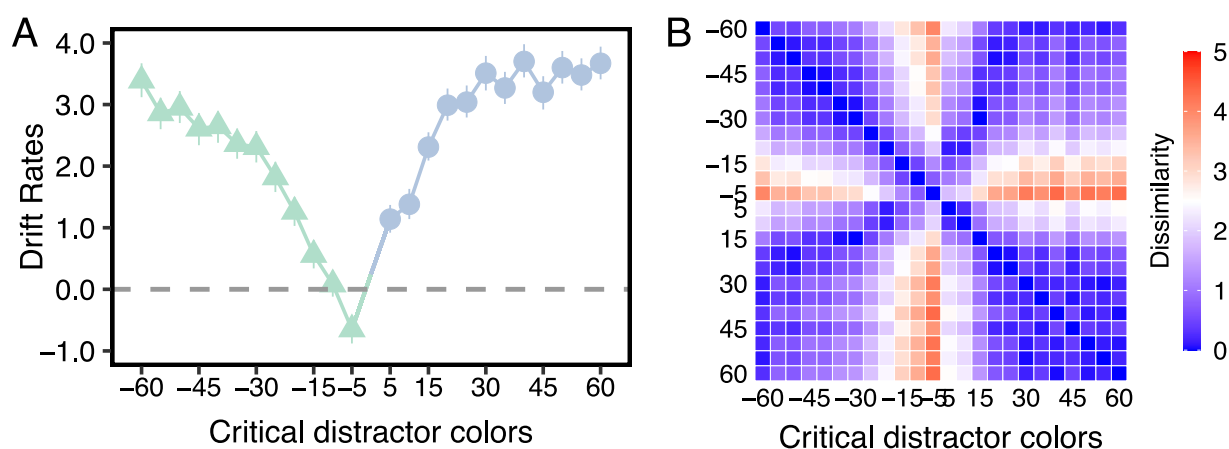 A
4.0
3.0
2.0
1.0
0.0
−1.0
Drift Rates
−60 −45 −30 −15 −5 5 15 30 45 60
Critical distractor colors
B
−60
−45
−30
−15
−5
5
15
30
45
60
−60 −30 −15 −5 5 15 30 45 60
Critical distractor colors
Dissimilarity
5
4
3
2
1
0